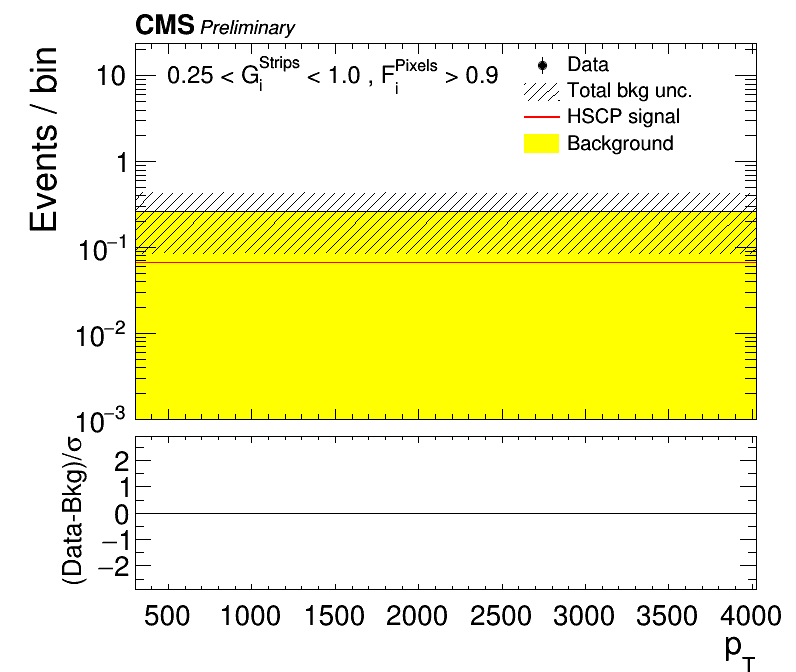 CMS Preliminary
0.25 < G_i^Strips < 1.0 , F_i^Pixels > 0.9
Data
Total bkg unc.
HSCP signal
Background
Events / bin
10
1
10^−1
10^−2
10^−3
(Data-Bkg)/σ
2
1
0
−1
−2
500 1000 1500 2000 2500 3000 3500 4000
p_T